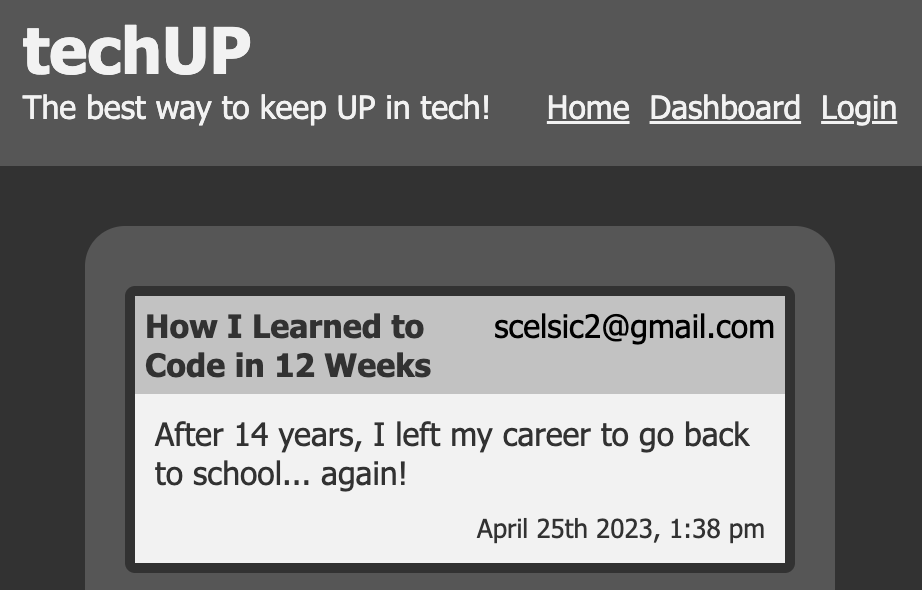 techUP
The best way to keep UP in tech!
Home Dashboard Login
How I Learned to
Code in 12 Weeks
scelsic2@gmail.com
After 14 years, I left my career to go back
to school... again!
April 25th 2023, 1:38 pm